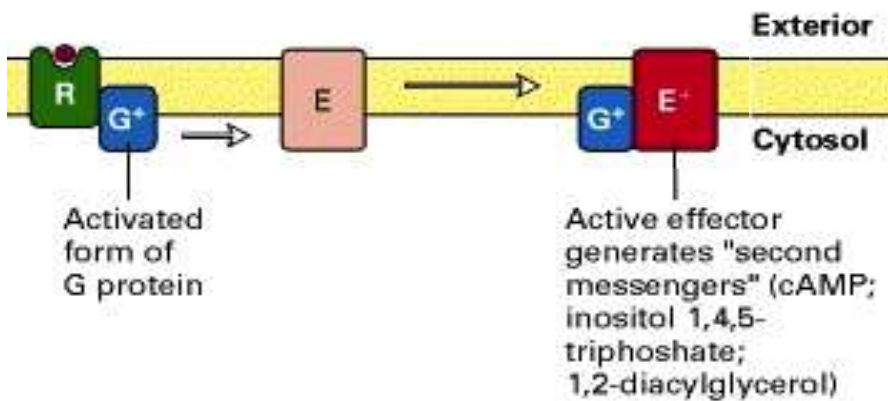 Exterior
R
G+
E
G+
E+
Cytosol
Activated
form of
G protein
Active effector
generates "second
messengers" (cAMP;
inositol 1,4,5-
triphoshate;
1,2-diacylglycerol)